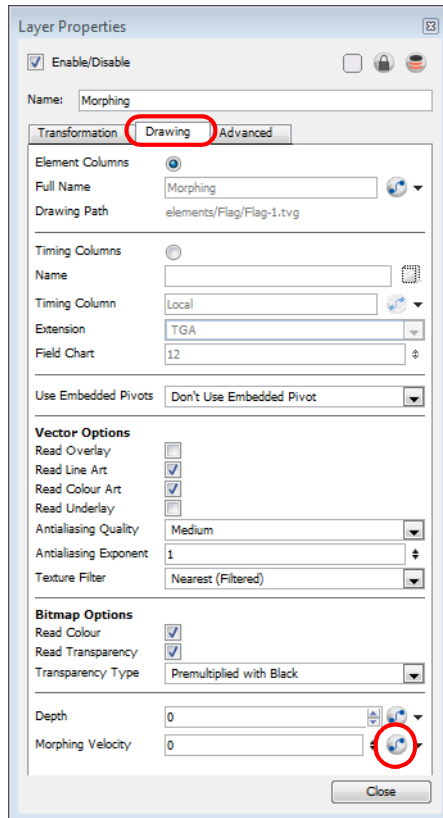 Layer Properties
Enable/Disable
Name: Morphing
Transformation Drawing Advanced
Element Columns
Full Name Morphing
Drawing Path elements/Flag/Flag-1.tvg
Timing Columns
Name
Timing Column Local
Extension TGA
Field Chart 12
Use Embedded Pivots Don't Use Embedded Pivot
Vector Options
Read Overlay
Read Line Art
Read Colour Art
Read Underlay
Antialiasing Quality Medium
Antialiasing Exponent 1
Texture Filter Nearest (Filtered)
Bitmap Options
Read Colour
Read Transparency
Transparency Type Premultiplied with Black
Depth 0
Morphing Velocity 0
Close